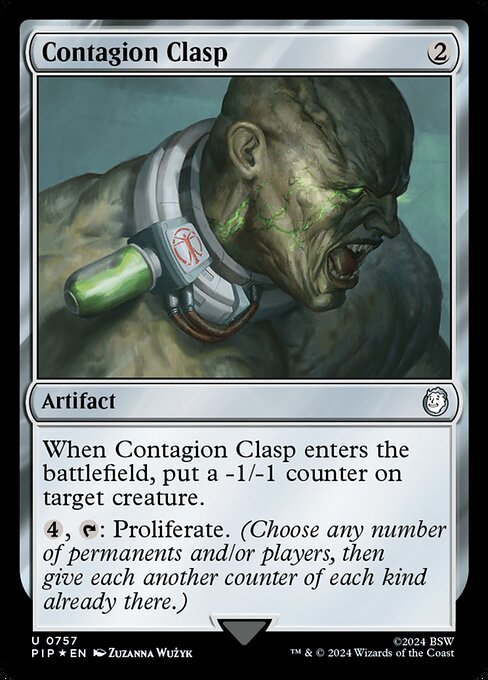 Contagion Clasp 2
Artifact
When Contagion Clasp enters the
battlefield, put a -1/-1 counter on
target creature.
4, : Proliferate. (Choose any number
of permanents and/or players, then
give each another counter of each kind
already there.)
U 0757 ©2024 BSW
PIP★EN Zuzanna Wużyk ™ & © 2024 Wizards of the Coast